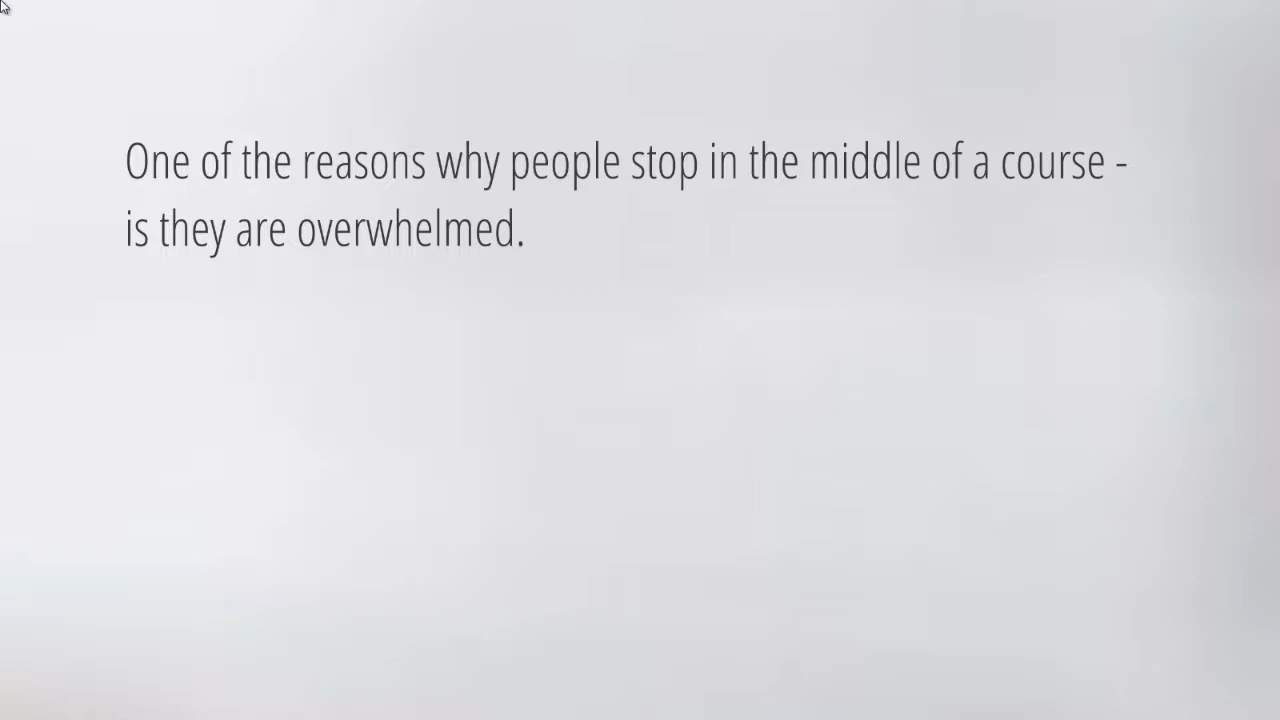 One of the reasons why people stop in the middle of a course -
is they are overwhelmed.